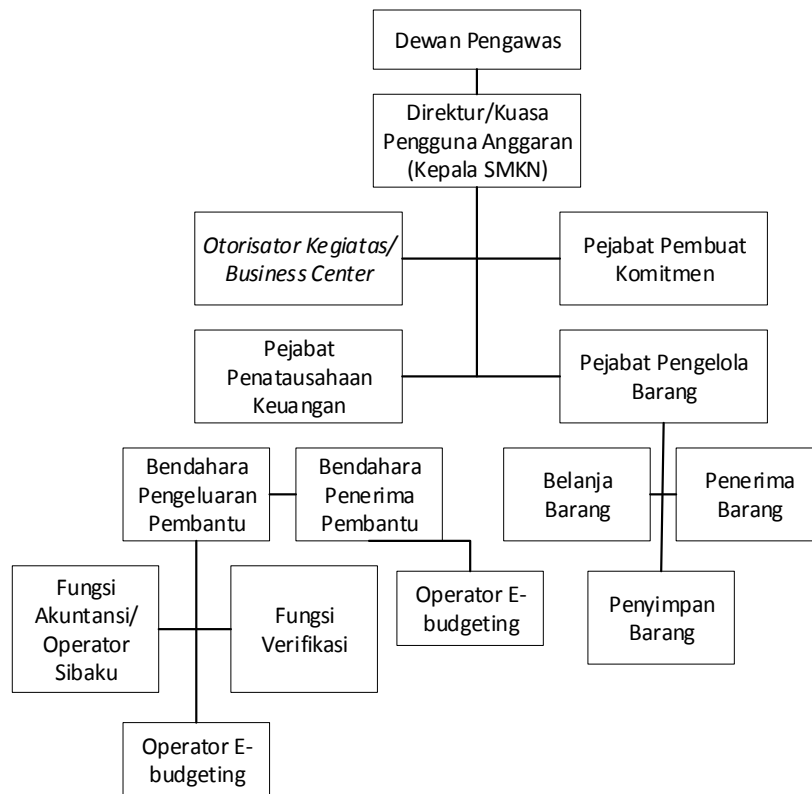 Dewan Pengawas
Direktur/Kuasa
Pengguna Anggaran
(Kepala SMKN)
Otorisator Kegiatas/
Business Center
Pejabat Pembuat
Komitmen
Pejabat
Penatausahaan
Keuangan
Pejabat Pengelola
Barang
Bendahara
Pengeluaran
Pembantu
Bendahara
Penerima
Pembantu
Belanja
Barang
Penerima
Barang
Fungsi
Akuntansi/
Operator
Sibaku
Fungsi
Verifikasi
Operator E-
budgeting
Penyimpan
Barang
Operator E-
budgeting